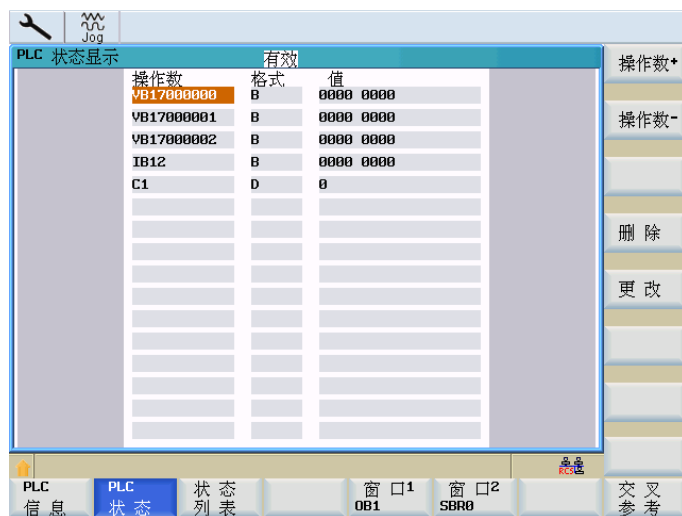 Jog
PLC 状态显示 有效
操作数 格式 值
VB17000000 B 0000 0000
VB17000001 B 0000 0000
VB17000002 B 0000 0000
IB12 B 0000 0000
C1 D 0
操作数+
操作数-
删 除
更 改
RCS
PLC 信 息
PLC 状 态
状 态 列 表
窗 口1 OB1
窗 口2 SBR0
交 叉 参 考